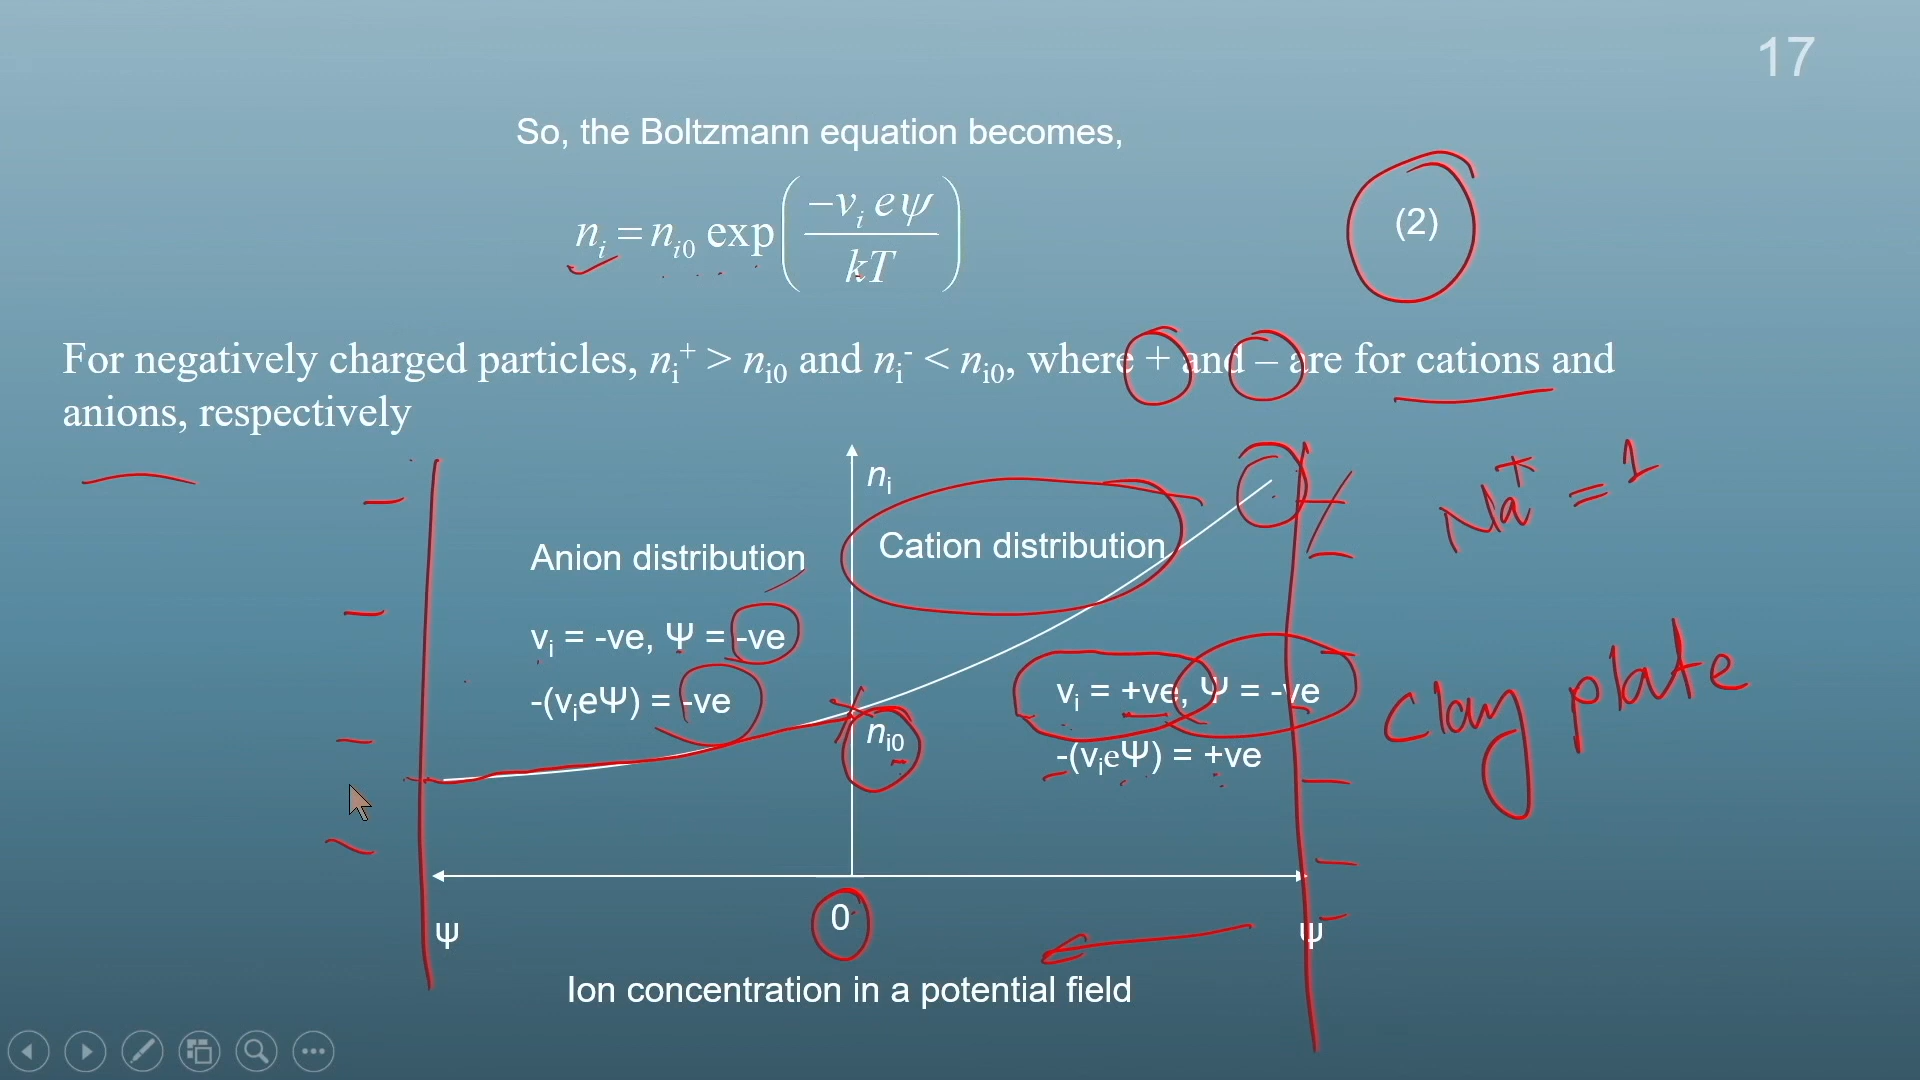 17
So, the Boltzmann equation becomes,
n_i = n_i0 exp(−v_i eψ / kT)
(2)
For negatively charged particles, n_i^+ > n_i0 and n_i^- < n_i0, where + and – are for cations and
anions, respectively
n_i
Na^+ = 1
Anion distribution
Cation distribution
v_i = -ve, Ψ = -ve
-(v_ieΨ) = -ve
v_i = +ve, Ψ = -ve
-(v_ieΨ) = +ve
Clay plate
n_i0
0
Ψ
Ψ
Ion concentration in a potential field